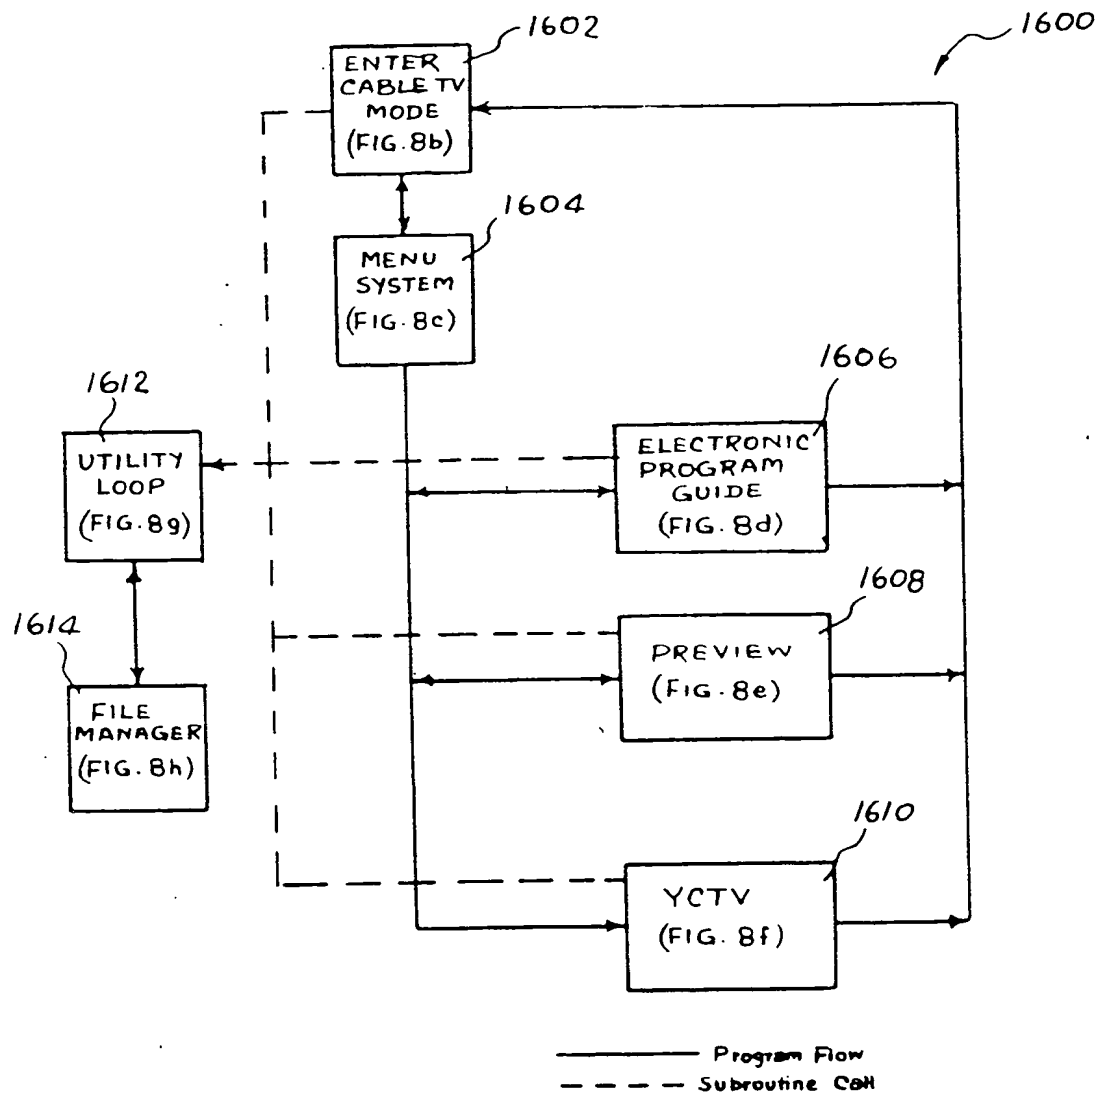 1602
1600
ENTER
CABLE TV
MODE
(FIG. 8b)
1604
MENU
SYSTEM
(FIG. 8c)
1606
1612
ELECTRONIC
PROGRAM
GUIDE
(FIG. 8d)
UTILITY
LOOP
(FIG. 8g)
1608
1614
PREVIEW
(FIG. 8e)
FILE
MANAGER
(FIG. 8h)
1610
YCTV
(FIG. 8f)
Program Flow
Subroutine Call